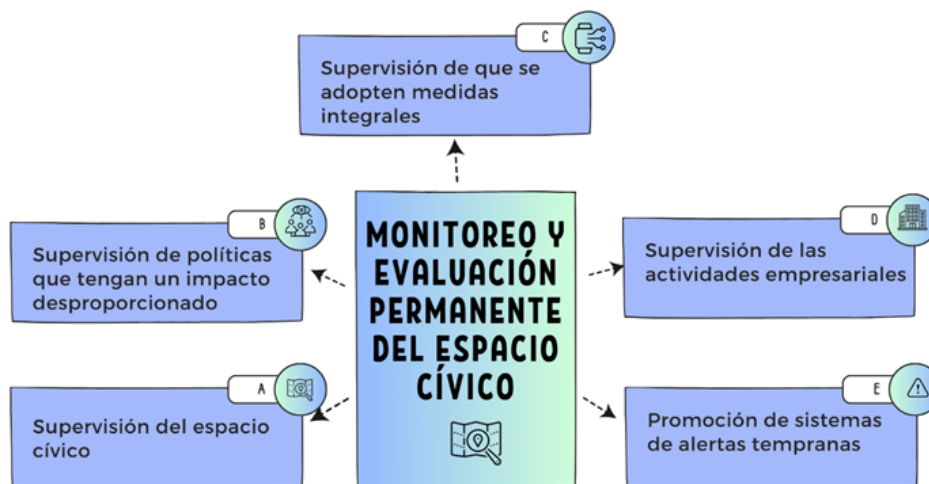 C
Supervisión de que se
adopten medidas
integrales
B
Supervisión de políticas
que tengan un impacto
desproporcionado
MONITOREO Y
EVALUACIÓN
PERMANENTE
DEL ESPACIO
CÍVICO
D
Supervisión de las
actividades empresariales
A
Supervisión del espacio
cívico
E
Promoción de sistemas
de alertas tempranas